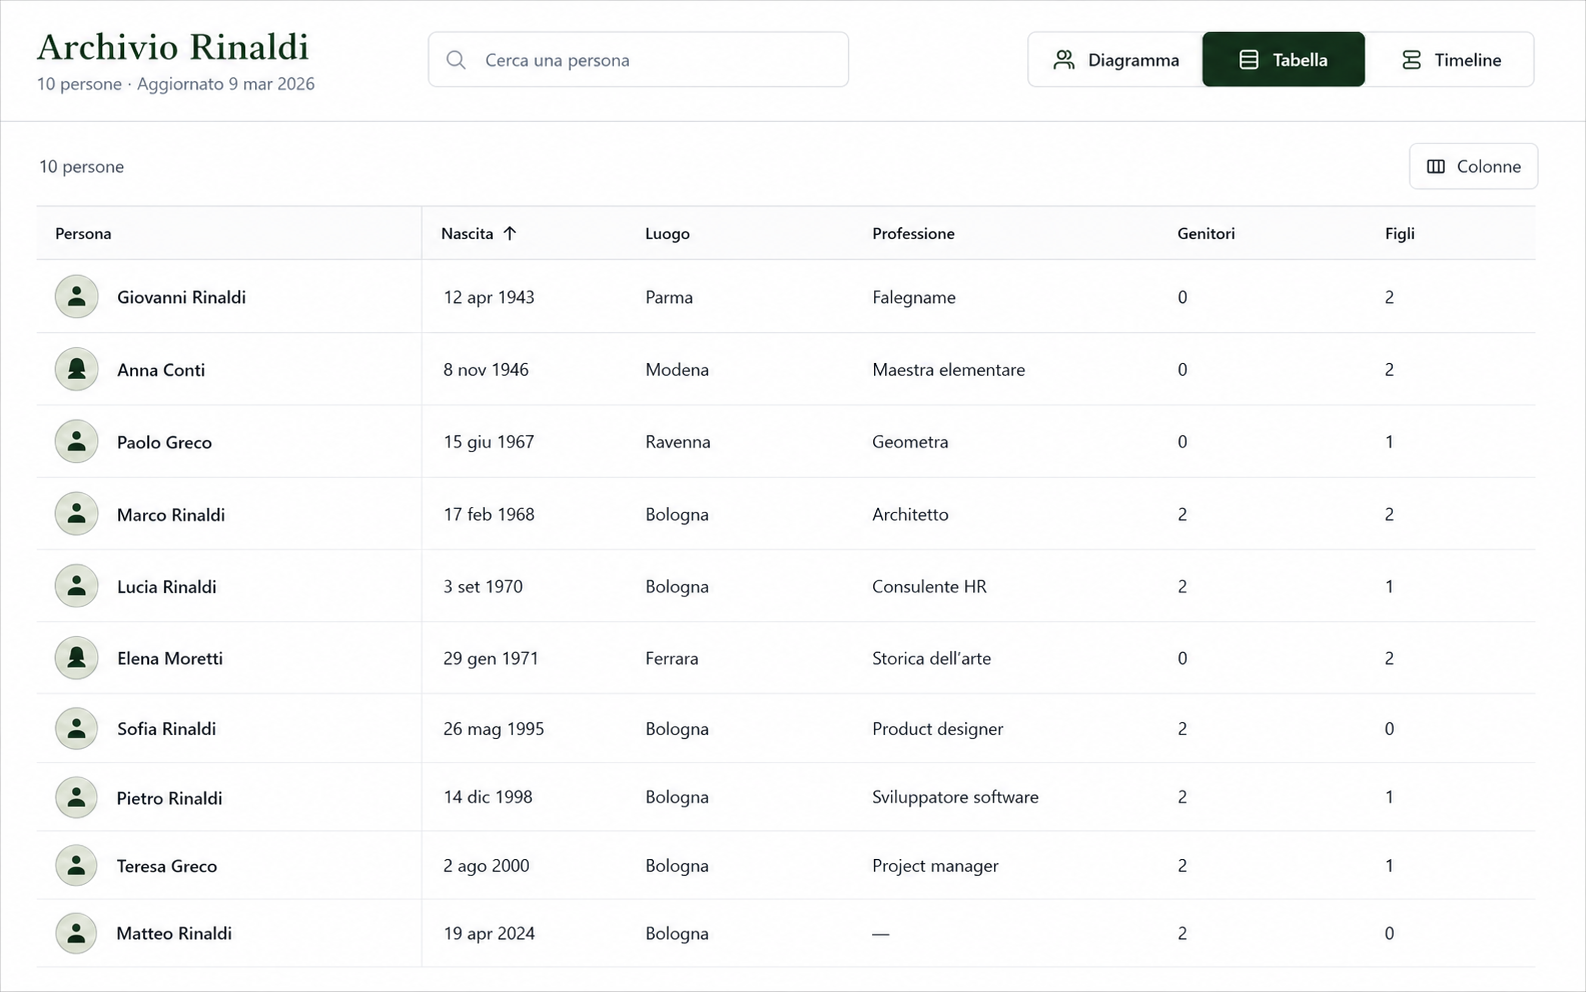 Archivio Rinaldi
10 persone · Aggiornato 9 mar 2026
Cerca una persona
Diagramma
Tabella
Timeline
10 persone
Colonne
Persona Nascita ↑ Luogo Professione Genitori Figli
Giovanni Rinaldi 12 apr 1943 Parma Falegname 0 2
Anna Conti 8 nov 1946 Modena Maestra elementare 0 2
Paolo Greco 15 giu 1967 Ravenna Geometra 0 1
Marco Rinaldi 17 feb 1968 Bologna Architetto 2 2
Lucia Rinaldi 3 set 1970 Bologna Consulente HR 2 1
Elena Moretti 29 gen 1971 Ferrara Storica dell’arte 0 2
Sofia Rinaldi 26 mag 1995 Bologna Product designer 2 0
Pietro Rinaldi 14 dic 1998 Bologna Sviluppatore software 2 1
Teresa Greco 2 ago 2000 Bologna Project manager 2 1
Matteo Rinaldi 19 apr 2024 Bologna — 2 0